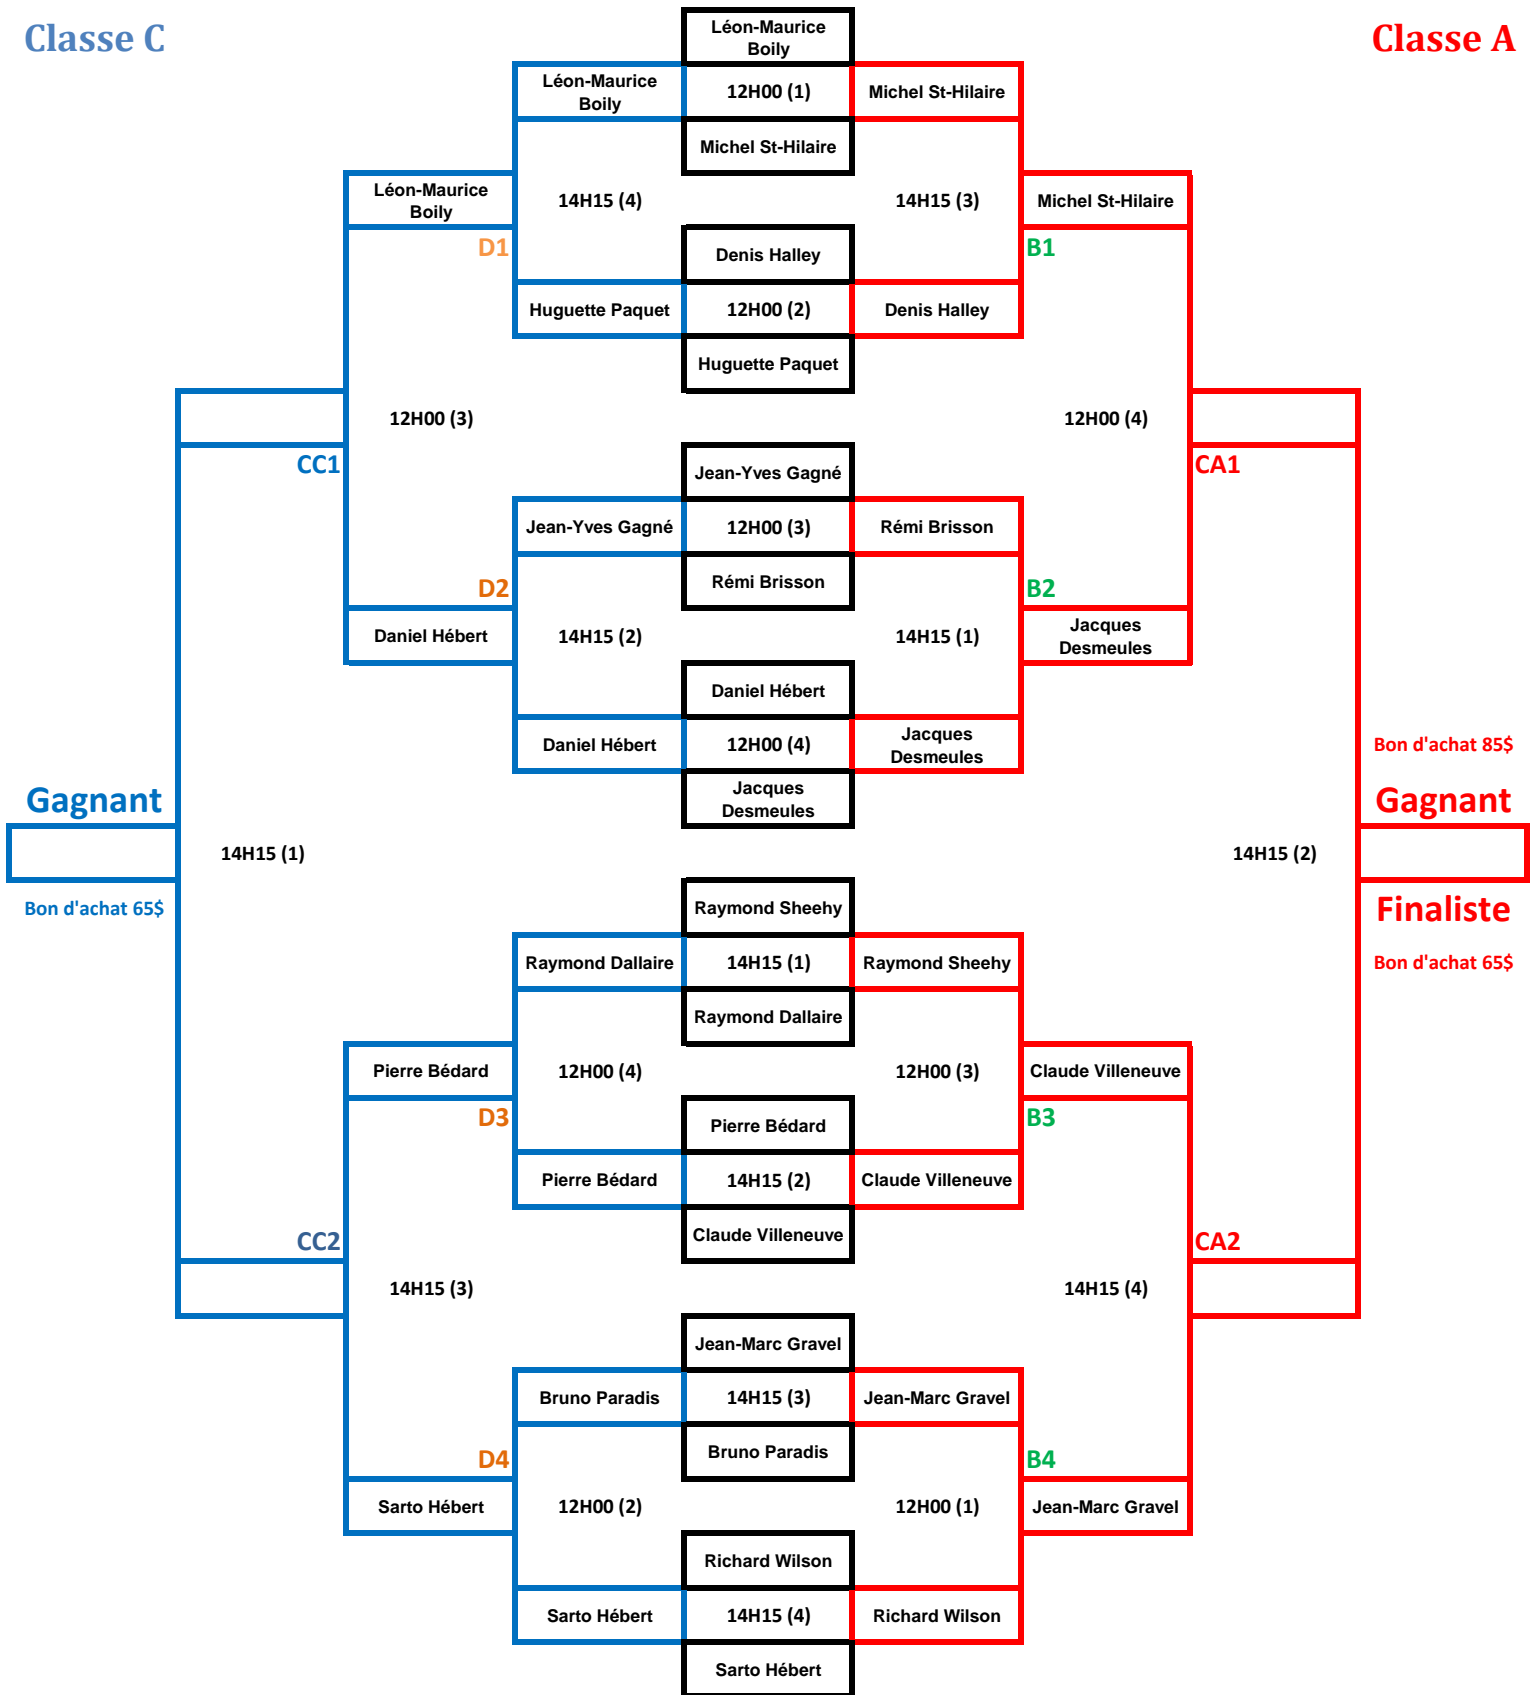 Classe C
Léon-Maurice
Boily
Classe A
Léon-Maurice
Boily
12H00 (1)
Michel St-Hilaire
Michel St-Hilaire
Léon-Maurice
Boily
14H15 (4)
14H15 (3)
Michel St-Hilaire
D1
Denis Halley
B1
Huguette Paquet
12H00 (2)
Denis Halley
Huguette Paquet
12H00 (3)
12H00 (4)
CC1
Jean-Yves Gagné
CA1
Jean-Yves Gagné
12H00 (3)
Rémi Brisson
D2
Rémi Brisson
B2
Daniel Hébert
14H15 (2)
14H15 (1)
Jacques
Desmeules
Daniel Hébert
Daniel Hébert
12H00 (4)
Jacques
Desmeules
Bon d'achat 85$
Gagnant
Jacques
Desmeules
Gagnant
14H15 (1)
14H15 (2)
Bon d'achat 65$
Raymond Sheehy
Finaliste
Raymond Dallaire
14H15 (1)
Raymond Sheehy
Bon d'achat 65$
Raymond Dallaire
Pierre Bédard
12H00 (4)
12H00 (3)
Claude Villeneuve
D3
Pierre Bédard
B3
Pierre Bédard
14H15 (2)
Claude Villeneuve
CC2
Claude Villeneuve
CA2
14H15 (3)
14H15 (4)
Jean-Marc Gravel
Bruno Paradis
14H15 (3)
Jean-Marc Gravel
D4
Bruno Paradis
B4
Sarto Hébert
12H00 (2)
12H00 (1)
Jean-Marc Gravel
Richard Wilson
Sarto Hébert
14H15 (4)
Richard Wilson
Sarto Hébert